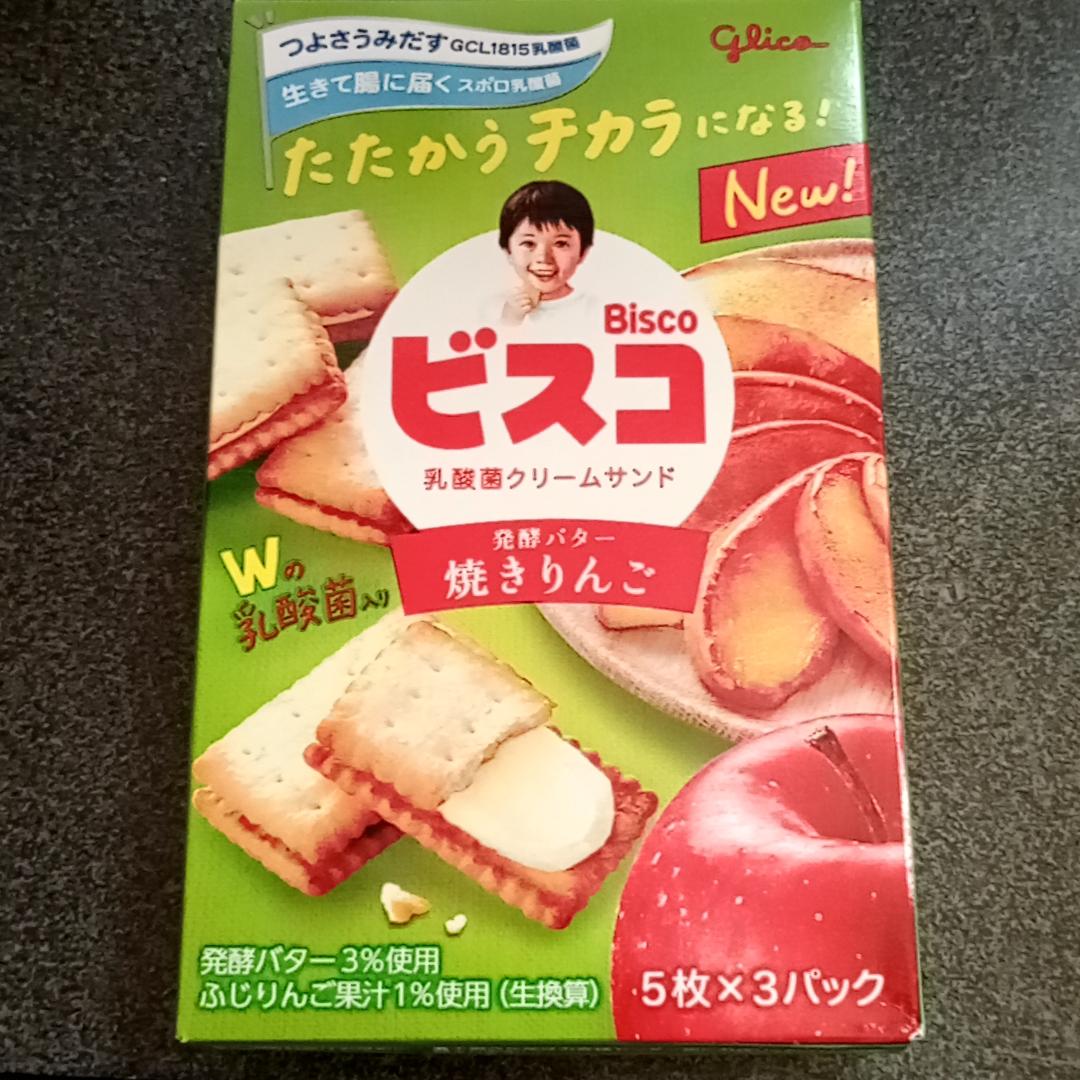 つよさうみだすGCL1815乳酸菌
生きて腸に届くスポロ乳酸菌
Glico
たたかうチカラになる!
New!
Bisco
ビスコ
乳酸菌クリームサンド
発酵バター
焼きりんご
Wの
乳酸菌入り
発酵バター3%使用
ふじりんご果汁1%使用(生換算)
5枚×3パック